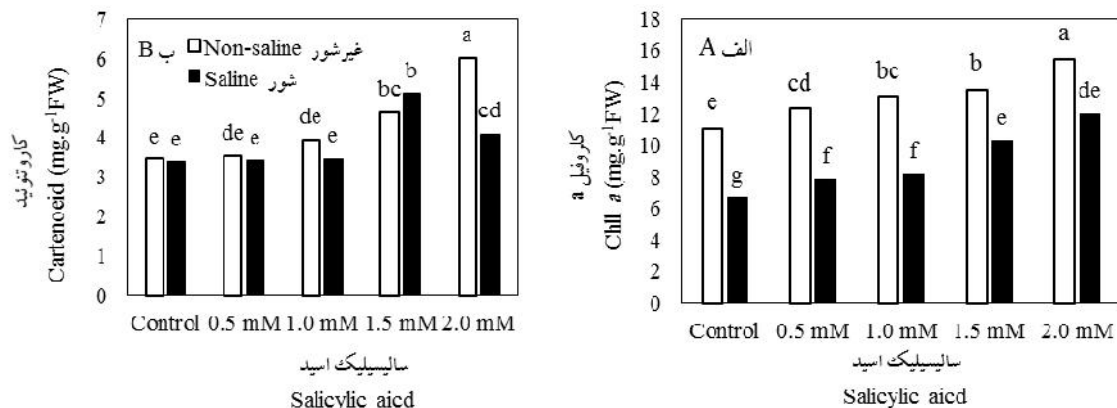 7
6
5
4
3
2
1
0
کاروتنوئید
Cartenoeid (mg.g-1FW)
ب B
Non-saline غیرشور
Saline شور
e e de e de e bc b a cd
Control 0.5 mM 1.0 mM 1.5 mM 2.0 mM
سالیسیلیک اسید
Salicylic aicd
18
16
14
12
10
8
6
4
2
0
کلروفیل a
Chll a (mg.g-1FW)
الف A
e g cd f bc f b e a de
Control 0.5 mM 1.0 mM 1.5 mM 2.0 mM
سالیسیلیک اسید
Salicylic aicd